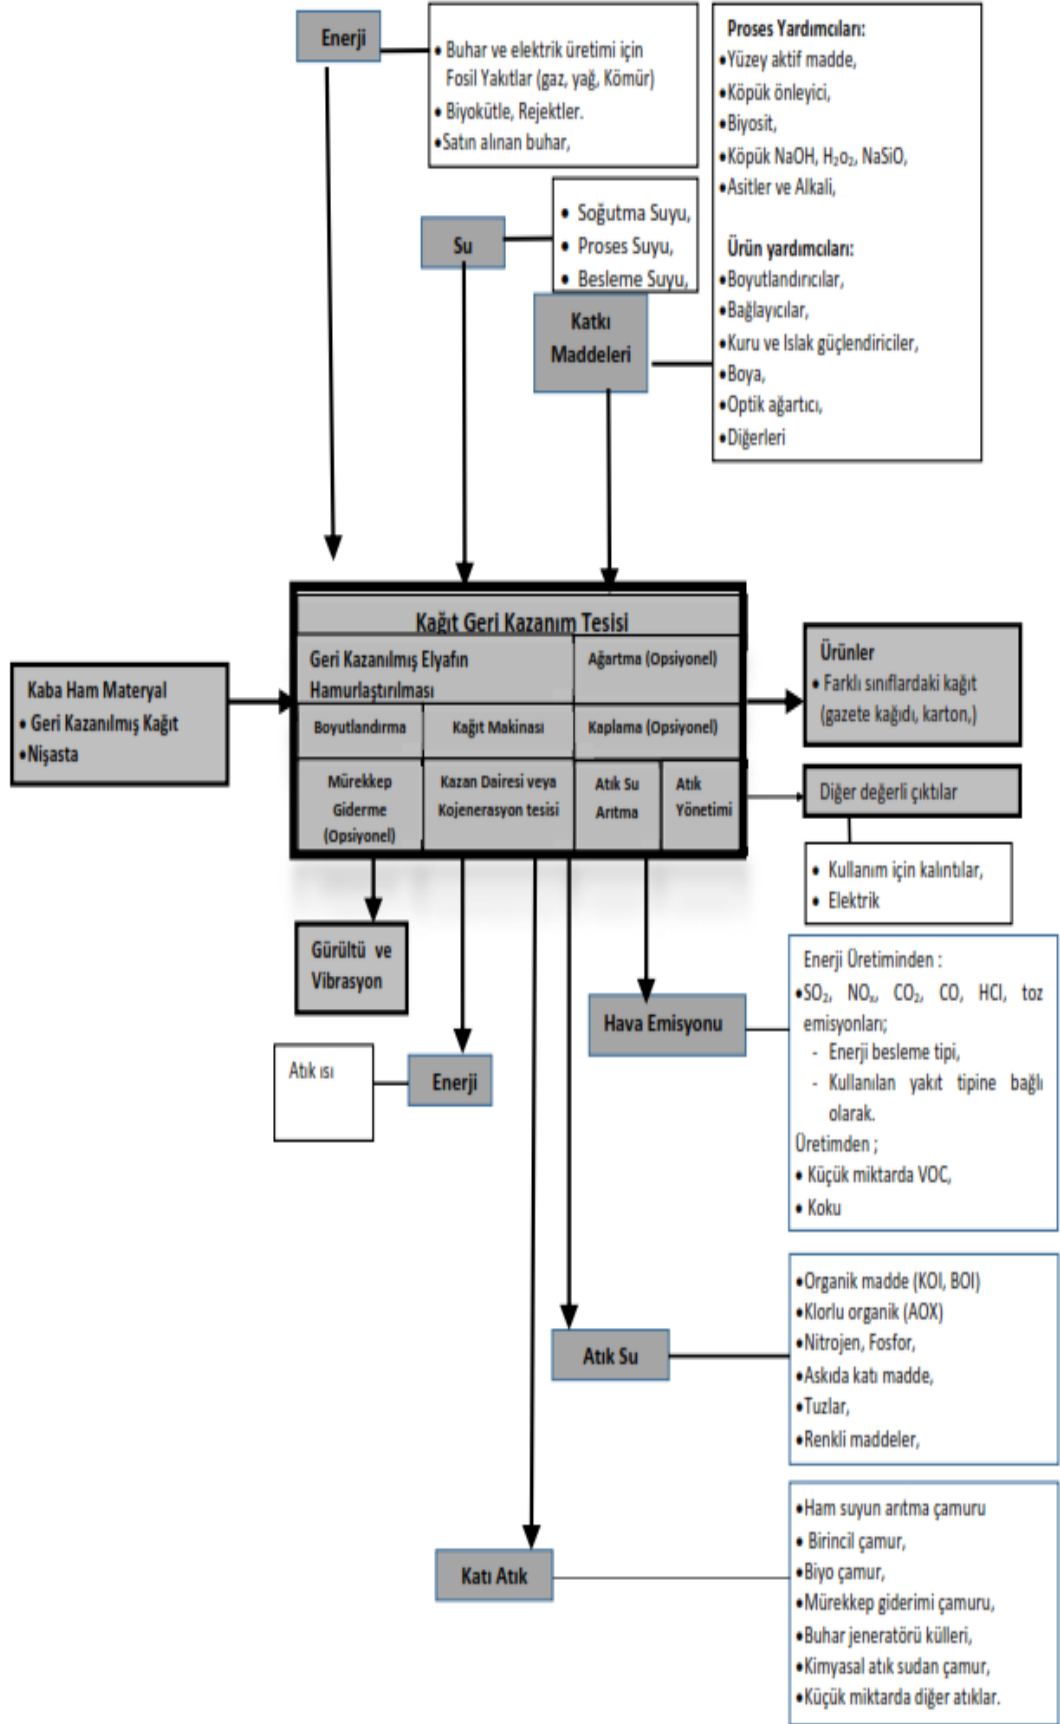 Enerji
• Buhar ve elektrik üretimi için
Fosil Yakıtlar (gaz, yağ, Kömür)
• Biyokütle, Rejektler.
•Satın alınan buhar,
Proses Yardımcıları:
•Yüzey aktif madde,
•Köpük önleyici,
•Biyosit,
•Köpük NaOH, H₂o₂, NaSiO,
•Asitler ve Alkali,
Ürün yardımcıları:
•Boyutlandırıcılar,
•Bağlayıcılar,
•Kuru ve Islak güçlendiriciler,
•Boya,
•Optik ağartıcı,
•Diğerleri
Su
• Soğutma Suyu,
• Proses Suyu,
• Besleme Suyu,
Katkı
Maddeleri
Kağıt Geri Kazanım Tesisi
Geri Kazanılmış Elyafın
Hamurlaştırılması
Ağartma (Opsiyonel)
Boyutlandırma
Kağıt Makinası
Kaplama (Opsiyonel)
Mürekkep
Giderme
(Opsiyonel)
Kazan Dairesi veya
Kojenerasyon tesisi
Atık Su
Arıtma
Atık
Yönetimi
Kaba Ham Materyal
• Geri Kazanılmış Kağıt
•Nişasta
Ürünler
• Farklı sınıflardaki kağıt
(gazete kağıdı, karton,)
Diğer değerli çıktılar
• Kullanım için kalıntılar,
• Elektrik
Gürültü ve
Vibrasyon
Atık ısı
Enerji
Hava Emisyonu
Enerji Üretiminden :
•SO₂, NOₓ, CO₂, CO, HCl, toz
emisyonları;
- Enerji besleme tipi,
- Kullanılan yakıt tipine bağlı
olarak.
Üretimden ;
• Küçük miktarda VOC,
• Koku
Atık Su
•Organik madde (KOI, BOI)
•Klorlu organik (AOX)
•Nitrojen, Fosfor,
•Askıda katı madde,
•Tuzlar,
•Renkli maddeler,
Katı Atık
•Ham suyun arıtma çamuru
• Birincil çamur,
•Biyo çamur,
•Mürekkep giderimi çamuru,
•Buhar jeneratörü külleri,
•Kimyasal atık sudan çamur,
•Küçük miktarda diğer atıklar.